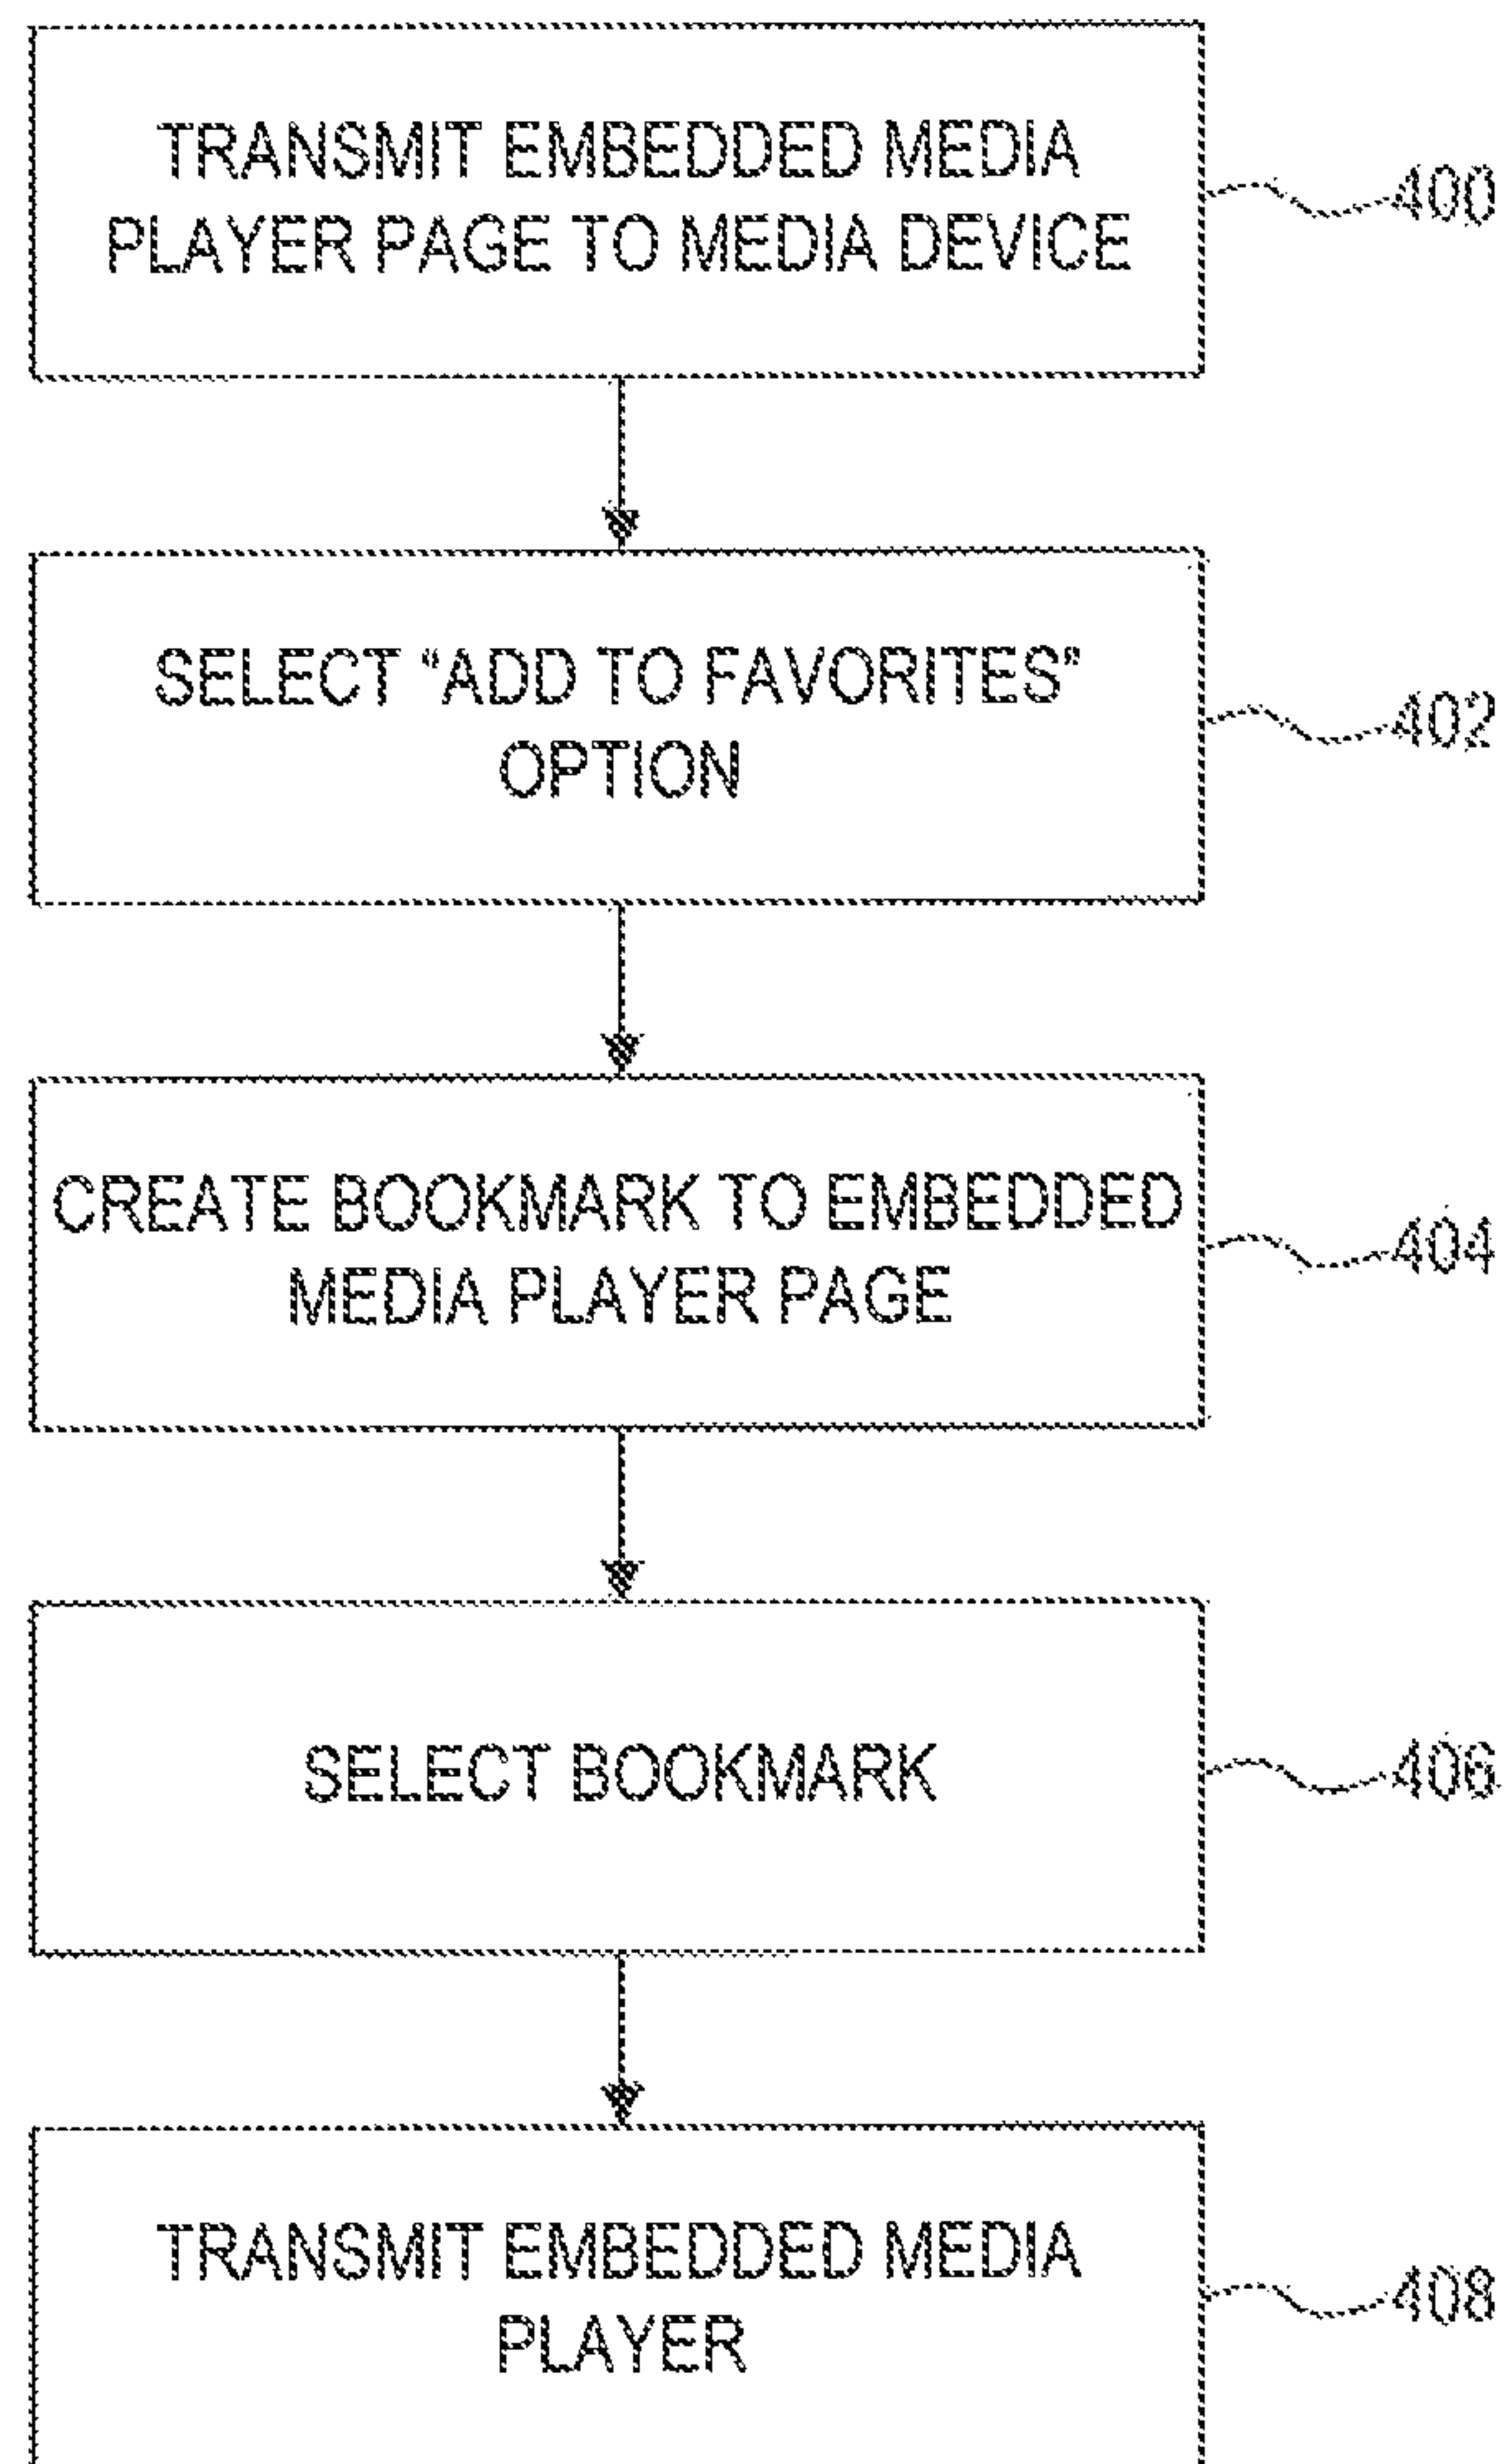 TRANSMIT EMBEDDED MEDIA
PLAYER PAGE TO MEDIA DEVICE
400
SELECT “ADD TO FAVORITES”
OPTION
402
CREATE BOOKMARK TO EMBEDDED
MEDIA PLAYER PAGE
404
SELECT BOOKMARK
406
TRANSMIT EMBEDDED MEDIA
PLAYER
408